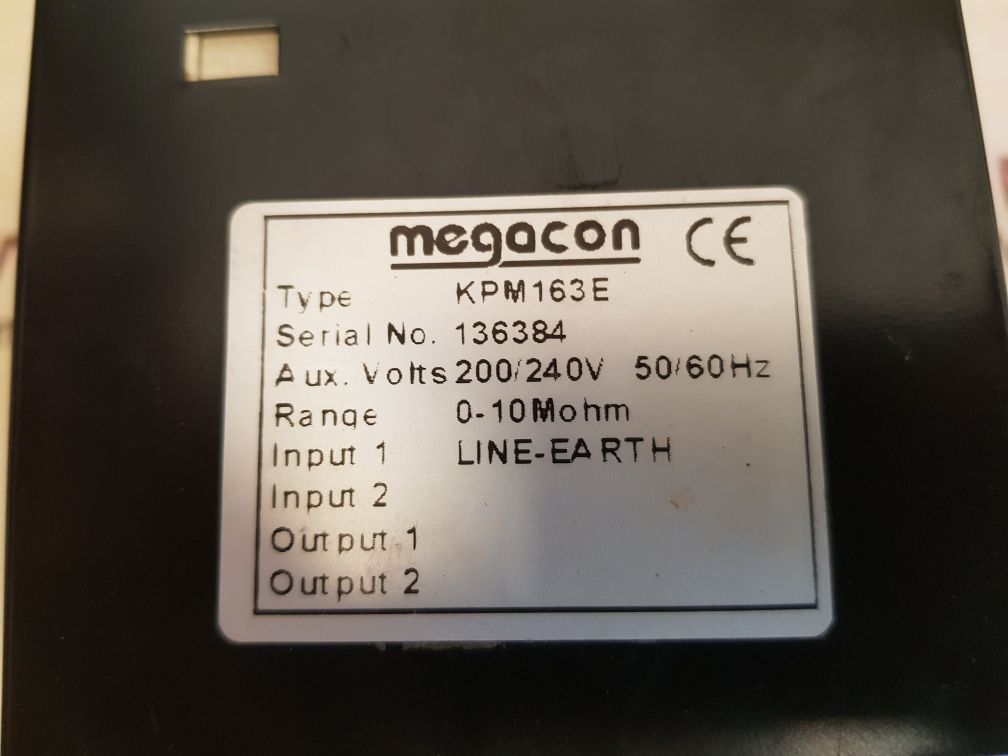 megacon CE
Type KPM163E
Serial No. 136384
Aux. Volts 200/240V 50/60Hz
Range 0-10Mohm
Input 1 LINE-EARTH
Input 2
Output 1
Output 2